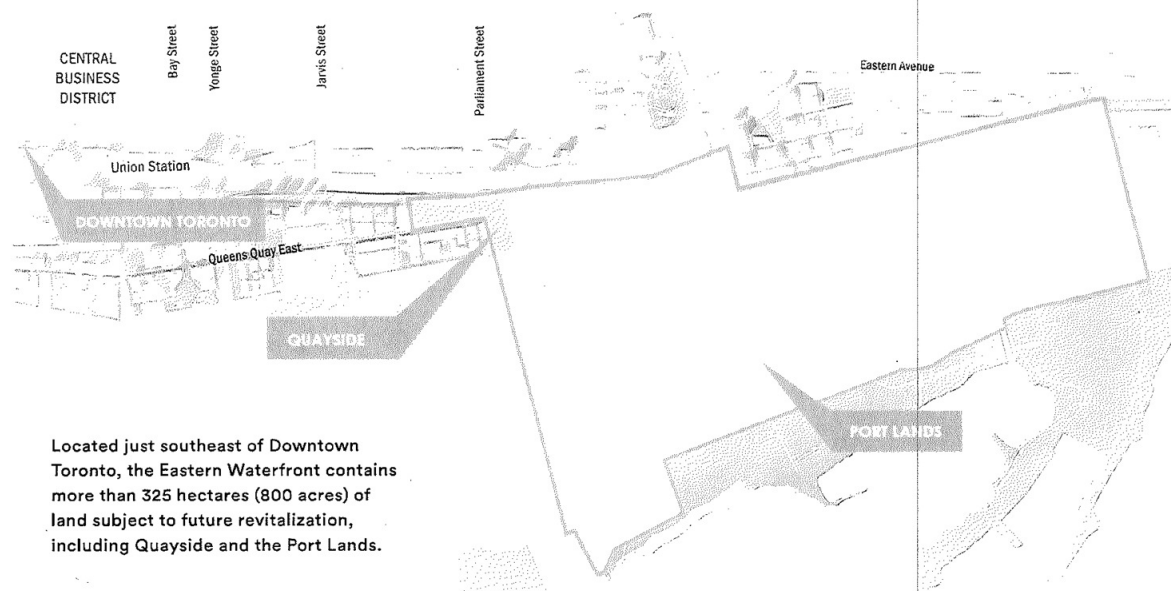 CENTRAL
BUSINESS
DISTRICT
Bay Street
Yonge Street
Jarvis Street
Parliament Street
Eastern Avenue
Union Station
DOWNTOWN TORONTO
Queens Quay East
QUAYSIDE
PORT LANDS
Located just southeast of Downtown
Toronto, the Eastern Waterfront contains
more than 325 hectares (800 acres) of
land subject to future revitalization,
including Quayside and the Port Lands.